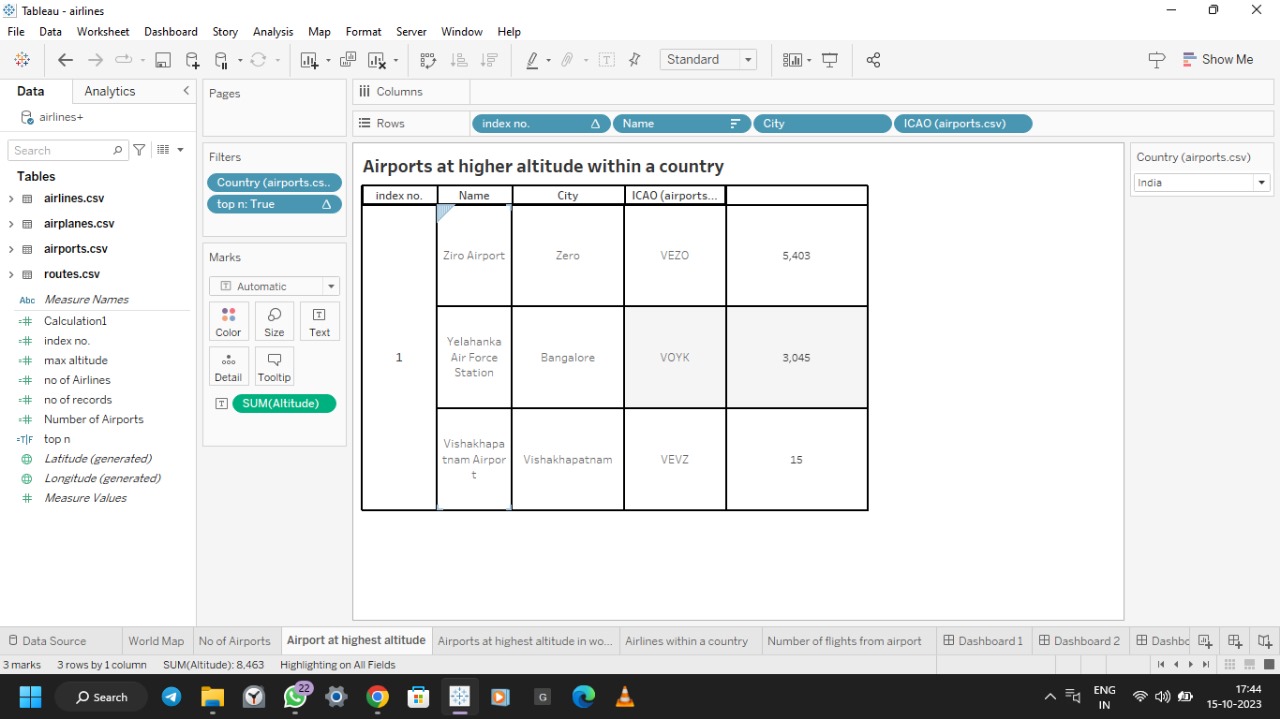 Tableau - airlines
File Data Worksheet Dashboard Story Analysis Map Format Server Window Help
Standard
Show Me
Data Analytics
airlines+
Search
Tables
airlines.csv
airplanes.csv
airports.csv
routes.csv
Abc Measure Names
Calculation1
index no.
max altitude
no of Airlines
no of records
Number of Airports
=T|F top n
Latitude (generated)
Longitude (generated)
Measure Values
Pages
Filters
Country (airports.cs..
top n: True
Marks
Automatic
Color Size Text
Detail Tooltip
SUM(Altitude)
Columns
Rows index no. Name City ICAO (airports.csv)
Airports at higher altitude within a country
index no. Name City ICAO (airports...
1
Ziro Airport Zero VEZO 5,403
Yelahanka
Air Force
Station
Bangalore VOYK 3,045
Vishakhapa
tnam Airpor
t
Vishakhapatnam VEVZ 15
Country (airports.csv)
India
Data Source World Map No of Airports Airport at highest altitude Airports at highest altitude in wo... Airlines within a country Number of flights from airport Dashboard 1 Dashboard 2 Dashbc
3 marks 3 rows by 1 column SUM(Altitude): 8,463 Highlighting on All Fields
Search
22
G
ENG
IN
17:44
15-10-2023